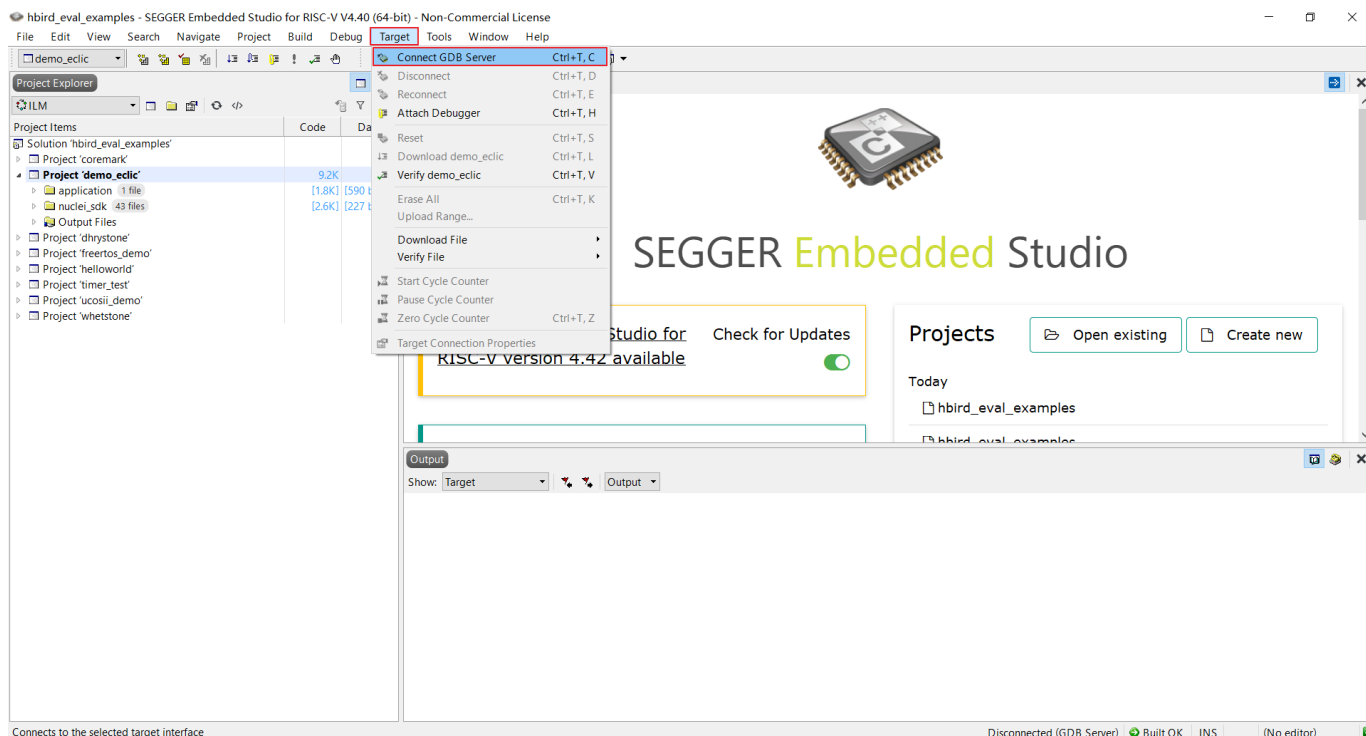 hbird_eval_examples - SEGGER Embedded Studio for RISC-V V4.40 (64-bit) - Non-Commercial License
File Edit View Search Navigate Project Build Debug Target Tools Window Help
demo_eclic
Project Explorer
ILM
Project Items Code Da
Solution 'hbird_eval_examples'
Project 'coremark'
Project 'demo_eclic' 9.2K
application 1 file [1.8K] [590 b
nuclei_sdk 43 files [2.6K] [227 b
Output Files
Project 'dhrystone'
Project 'freertos_demo'
Project 'helloworld'
Project 'timer_test'
Project 'ucosii_demo'
Project 'whetstone'
Connect GDB Server Ctrl+T, C
Disconnect Ctrl+T, D
Reconnect Ctrl+T, E
Attach Debugger Ctrl+T, H
Reset Ctrl+T, S
Download demo_eclic Ctrl+T, L
Verify demo_eclic Ctrl+T, V
Erase All Ctrl+T, K
Upload Range...
Download File
Verify File
Start Cycle Counter
Pause Cycle Counter
Zero Cycle Counter Ctrl+T, Z
Target Connection Properties
C
SEGGER Embedded Studio
Studio for
RISC-V Version 4.42 available
Check for Updates
Projects Open existing Create new
Today
hbird_eval_examples
hbird_eval_examples
Output
Show: Target Output
Connects to the selected target interface Disconnected (GDB Server) Built OK INS (No editor)